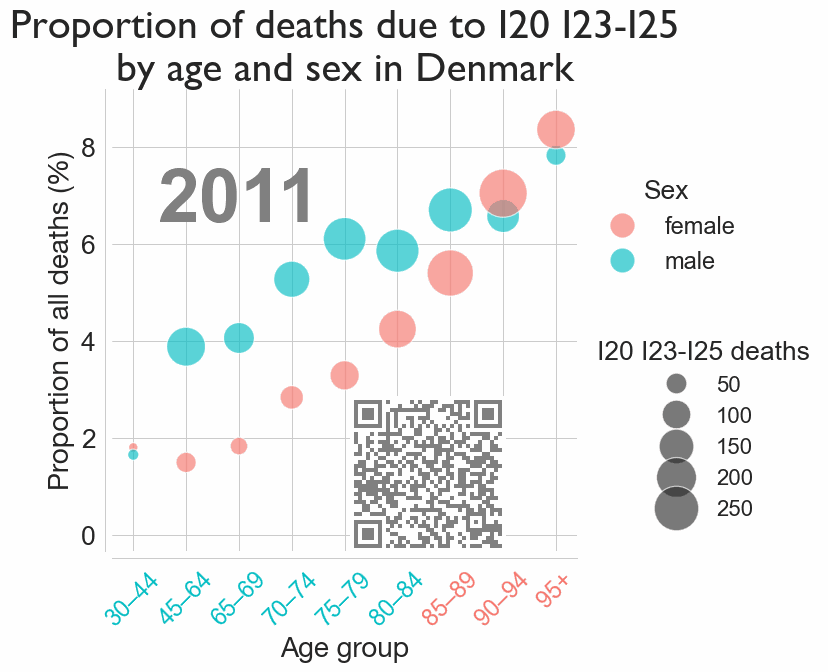 Proportion of deaths due to I20 I23-I25
by age and sex in Denmark
Proportion of all deaths (%)
8
6
4
2
0
2011
30–44
45–64
65–69
70–74
75–79
80–84
85–89
90–94
95+
Age group
Sex
female
male
I20 I23-I25 deaths
50
100
150
200
250